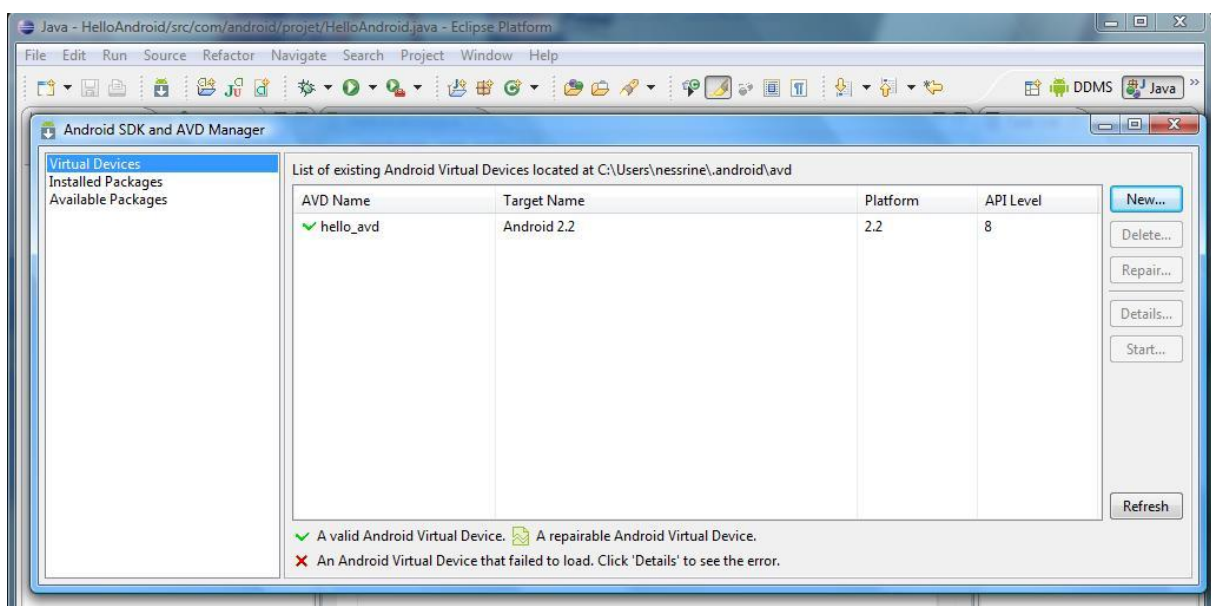 Java - HelloAndroid/src/com/android/projet/HelloAndroid.java - Eclipse Platform
File Edit Run Source Refactor Navigate Search Project Window Help
DDMS Java
Android SDK and AVD Manager
Virtual Devices
Installed Packages
Available Packages
List of existing Android Virtual Devices located at C:\Users\nessrine\.android\avd
AVD Name Target Name Platform API Level
hello_avd Android 2.2 2.2 8
New...
Delete...
Repair...
Details...
Start...
Refresh
A valid Android Virtual Device. A repairable Android Virtual Device.
An Android Virtual Device that failed to load. Click 'Details' to see the error.